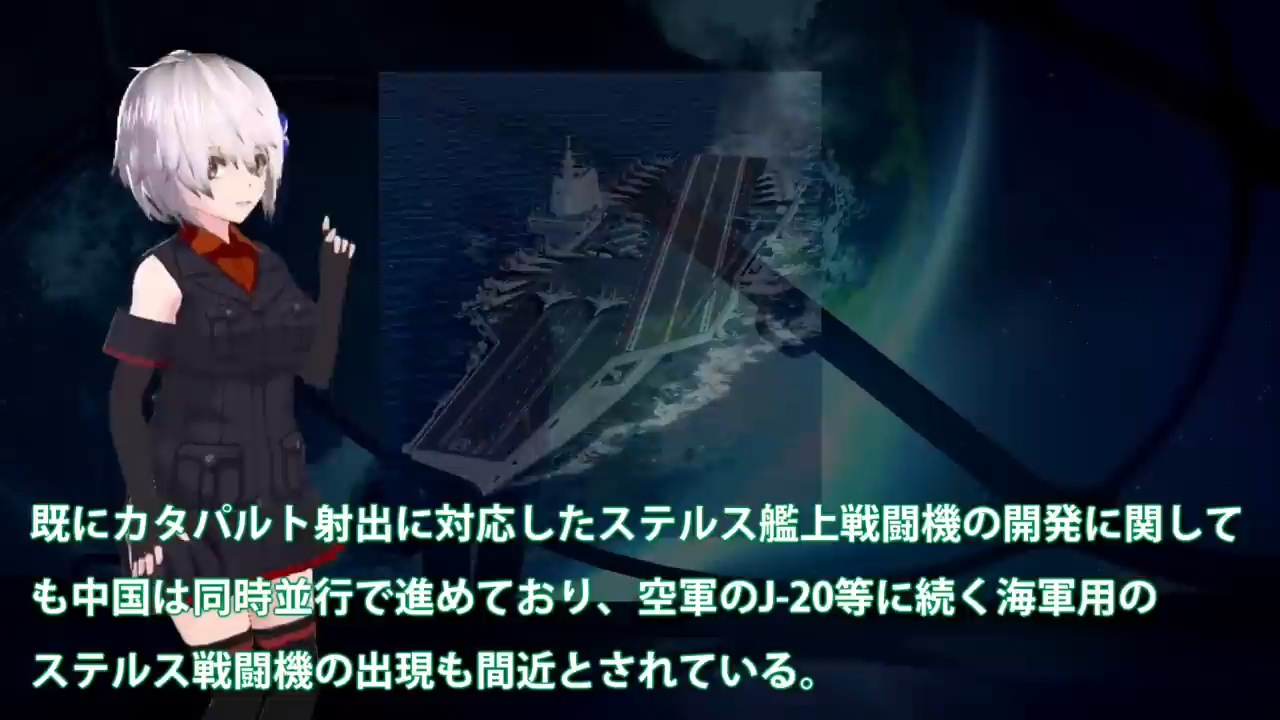 既にカタパルト射出に対応したステルス艦上戦闘機の開発に関して
も中国は同時並行で進めており、空軍のJ-20等に続く海軍用の
ステルス戦闘機の出現も間近とされている。